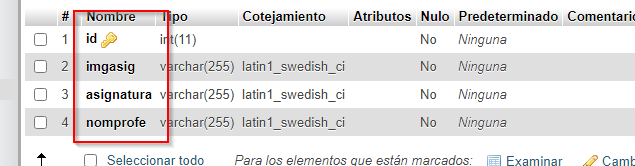 # Nombre Tipo Cotejamiento Atributos Nulo Predeterminado Comentario
1 id int(11) No Ninguna
2 imgasig varchar(255) latin1_swedish_ci No Ninguna
3 asignatura varchar(255) latin1_swedish_ci No Ninguna
4 nomprofe varchar(255) latin1_swedish_ci No Ninguna
Seleccionar todo Para los elementos que están marcados: Examinar Camb